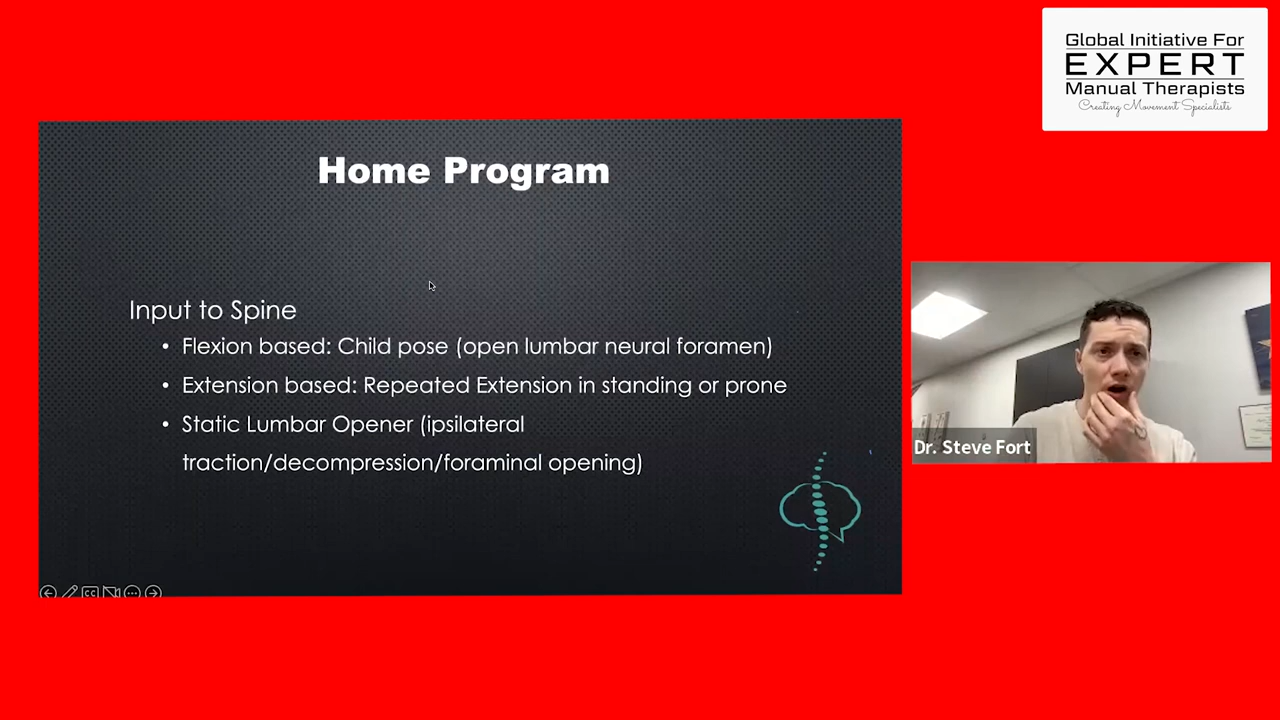 Global Initiative For
EXPERT
Manual Therapists
Creating Movement Specialists
Home Program
Input to Spine
• Flexion based: Child pose (open lumbar neural foramen)
• Extension based: Repeated Extension in standing or prone
• Static Lumbar Opener (ipsilateral
traction/decompression/foraminal opening)
Dr. Steve Fort
CC